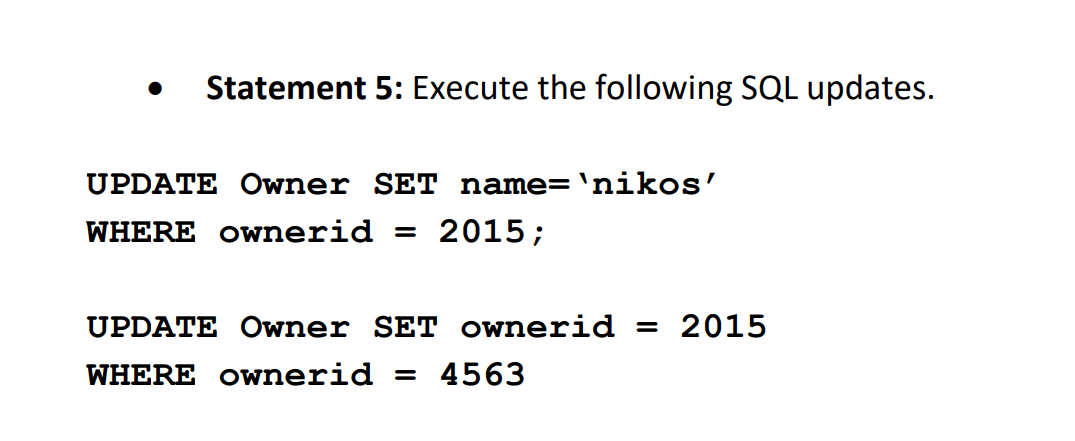 • Statement 5: Execute the following SQL updates.
UPDATE Owner SET name=‘nikos’
WHERE ownerid = 2015;
UPDATE Owner SET ownerid = 2015
WHERE ownerid = 4563